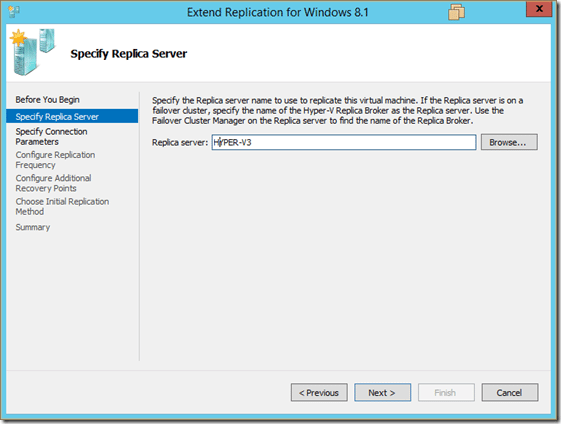 Extend Replication for Windows 8.1
x
Specify Replica Server
Before You Begin
Specify Replica Server
Specify Connection
Parameters
Configure Replication
Frequency
Configure Additional
Recovery Points
Choose Initial Replication
Method
Summary
Specify the Replica server name to use to replicate this virtual machine. If the Replica server is on a
failover cluster, specify the name of the Hyper-V Replica Broker as the Replica server. Use the
Failover Cluster Manager on the Replica server to find the name of the Replica Broker.
Replica server: HYPER-V3 Browse...
< Previous Next > Finish Cancel